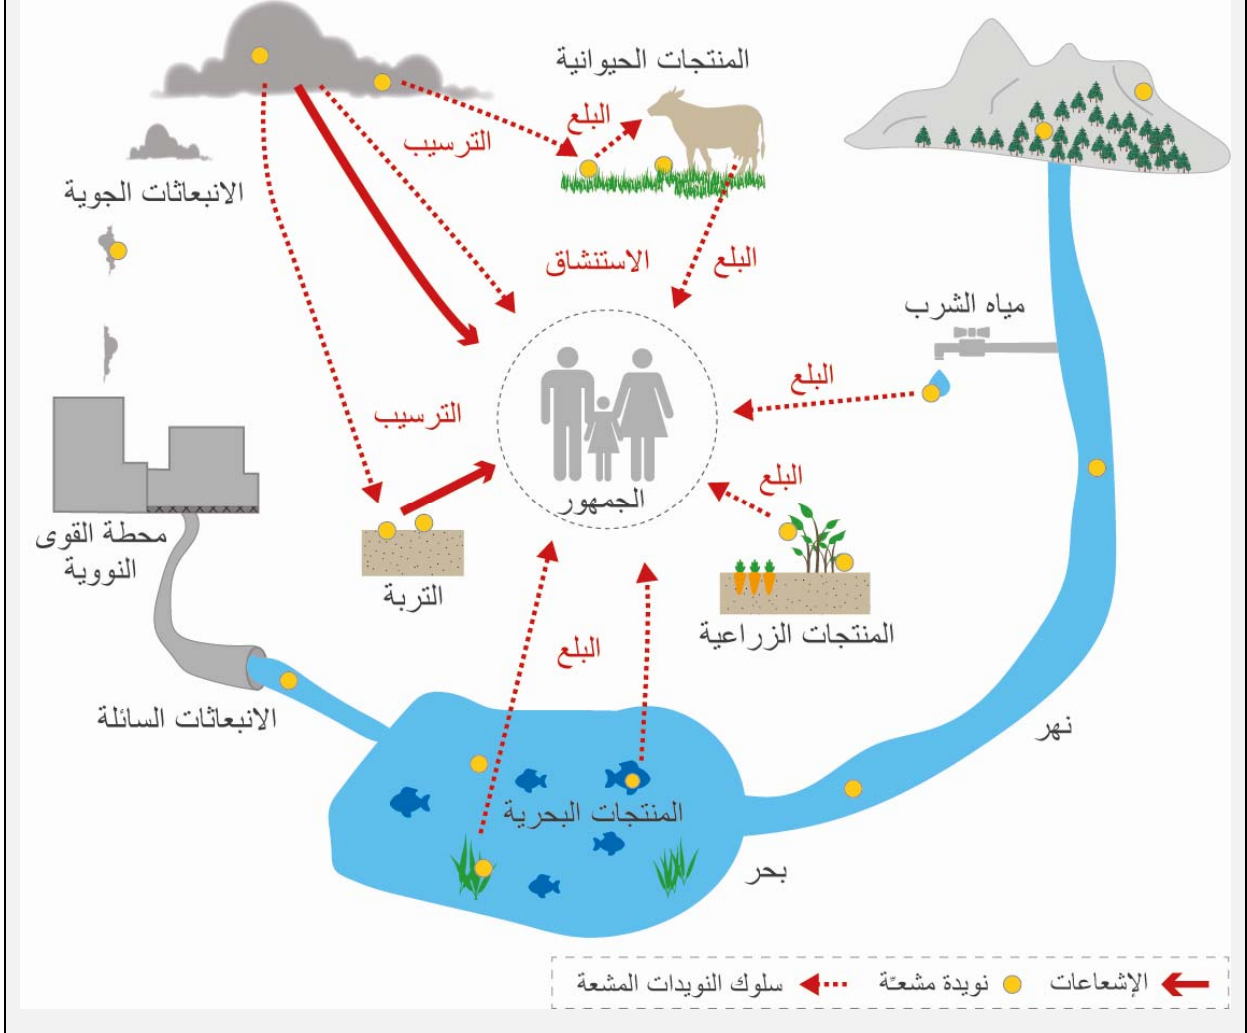 المنتجات الحيوانية
البلع
الترسيب
الانبعاثات الجوية
الاستنشاق
البلع
مياه الشرب
البلع
الترسيب
البلع
الجمهور
محطة القوى
النووية
التربة
المنتجات الزراعية
البلع
الانبعاثات السائلة
نهر
المنتجات البحرية
بحر
الإشعاعات
نويدة مشعّة
سلوك النويدات المشعة